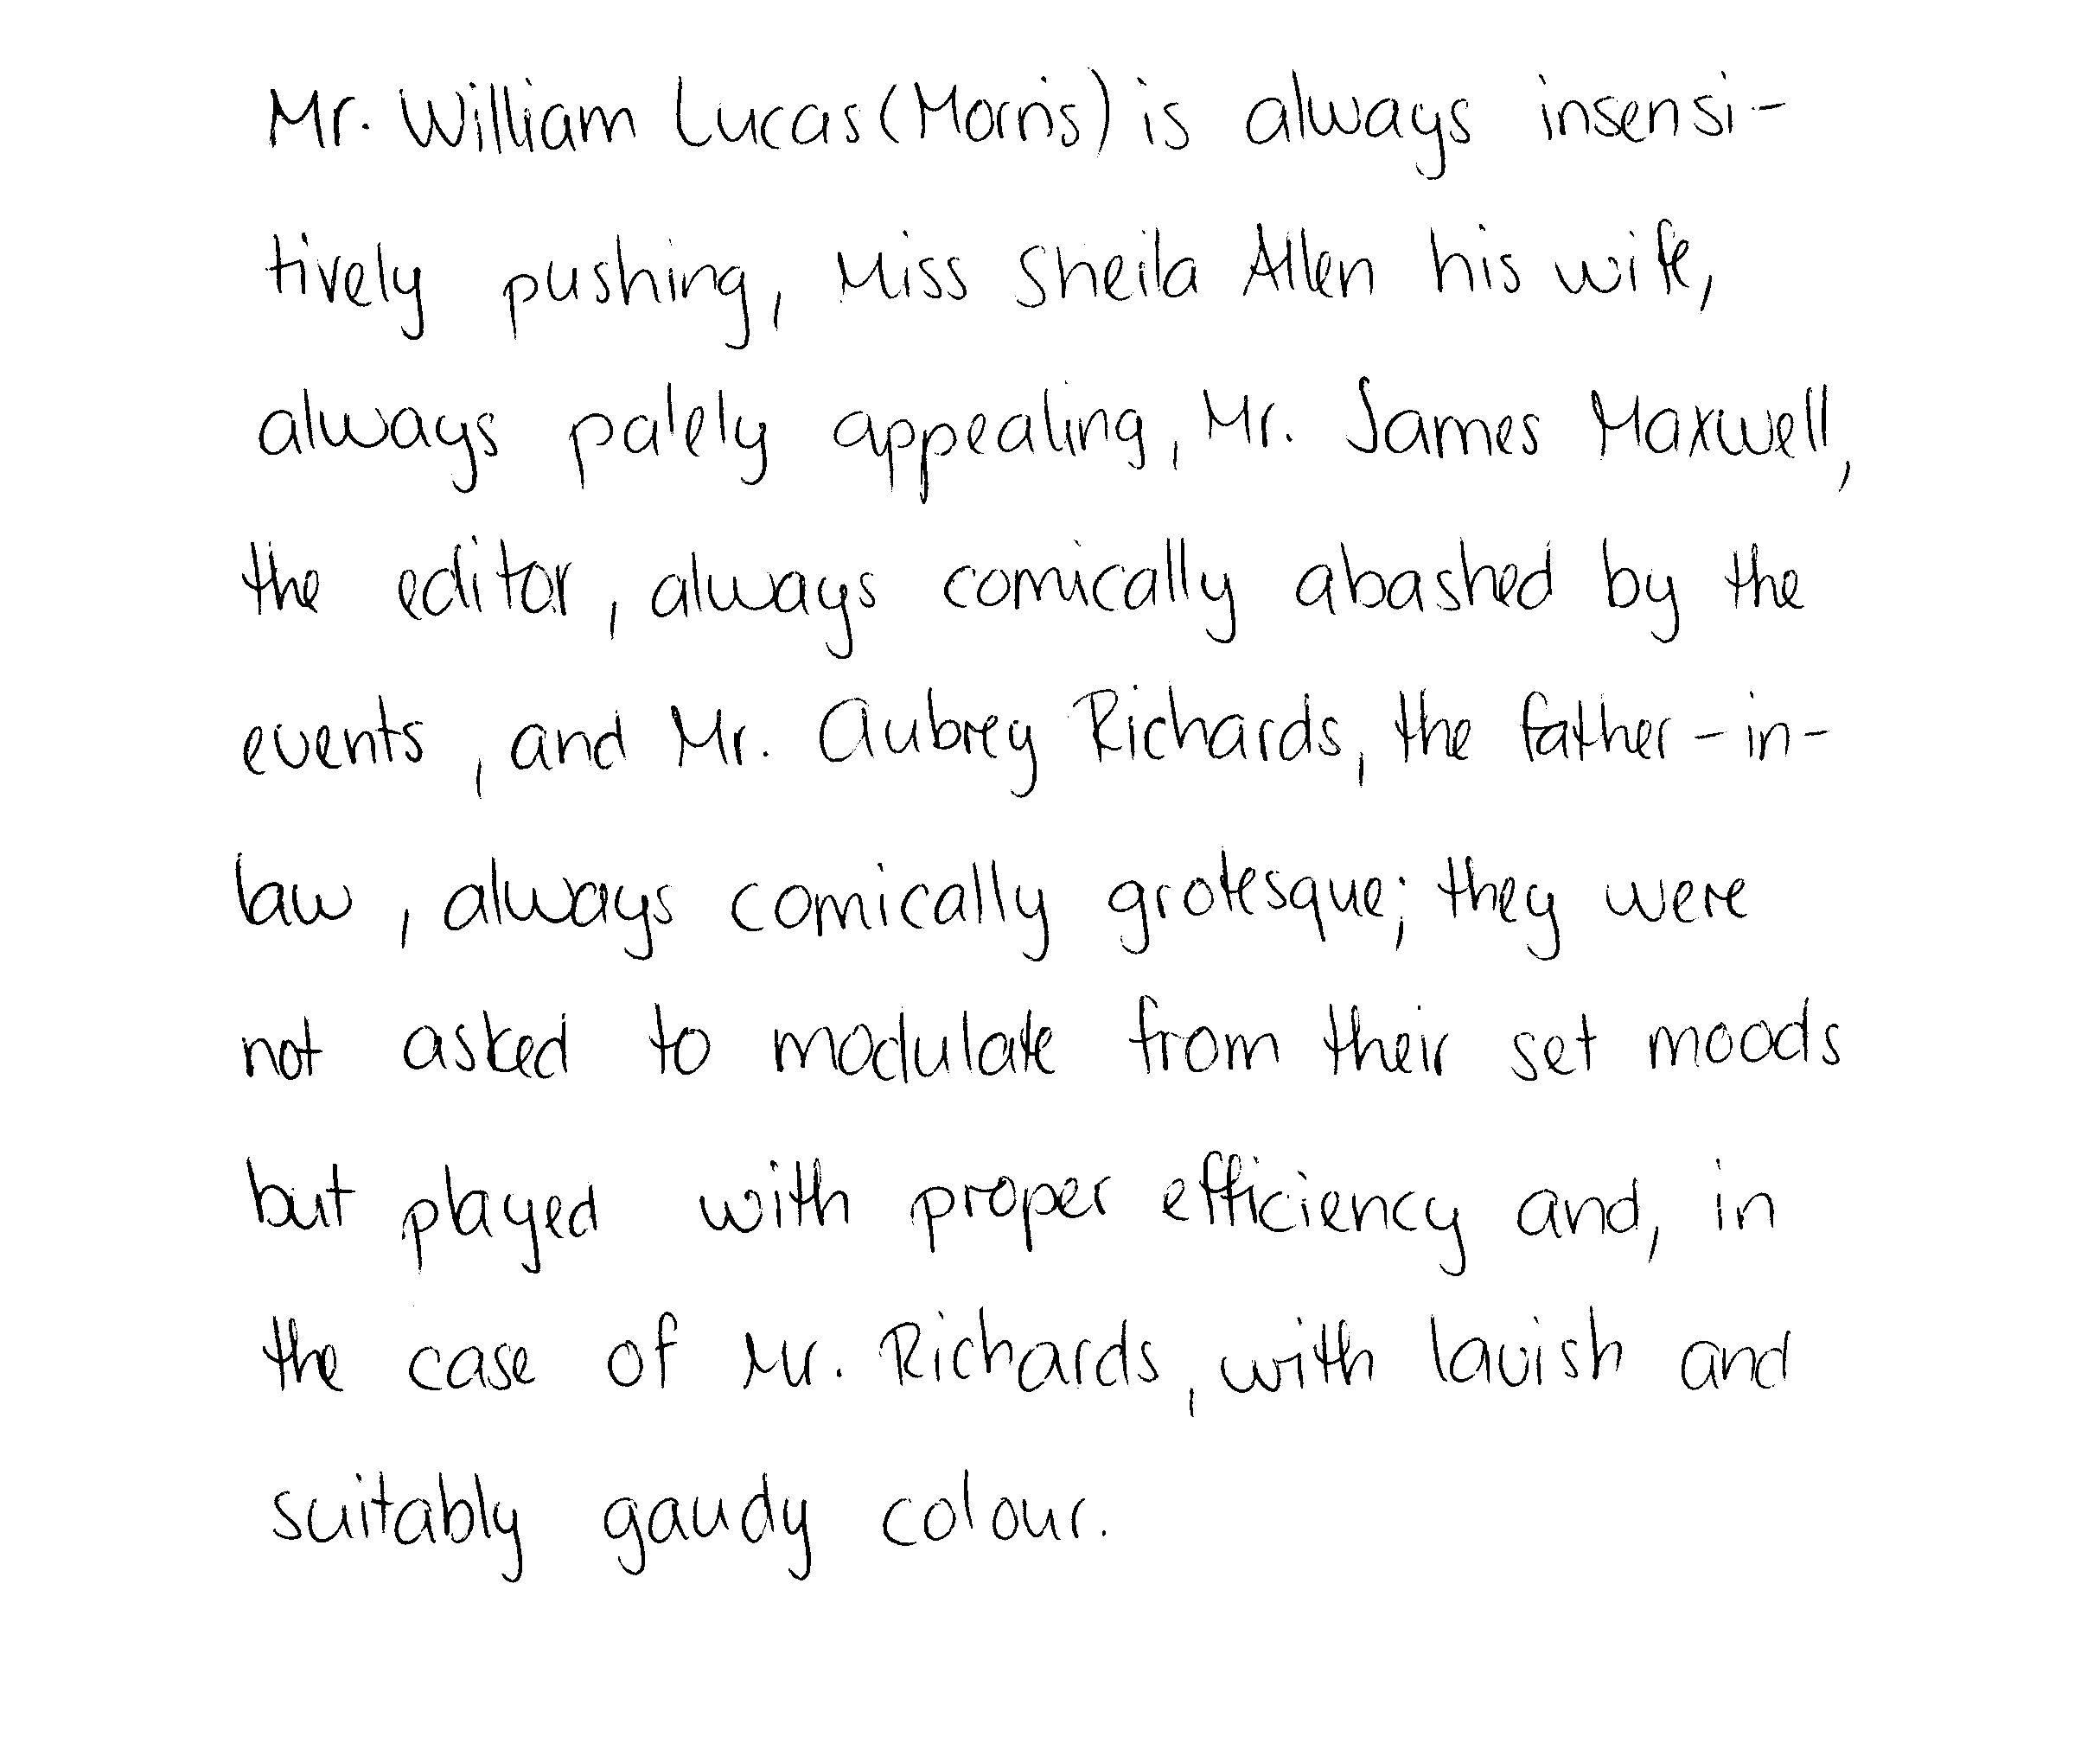 Mr. William Lucas (Morris) is always insensi-
tively pushing, Miss Sheila Allen his wife,
always palely appealing, Mr. James Maxwell,
the editor, always comically abashed by the
events, and Mr. Aubrey Richards, the father-in-
law, always comically grotesque; they were
not asked to modulate from their set moods
but played with proper efficiency and, in
the case of Mr. Richards, with lavish and
suitably gaudy colour.